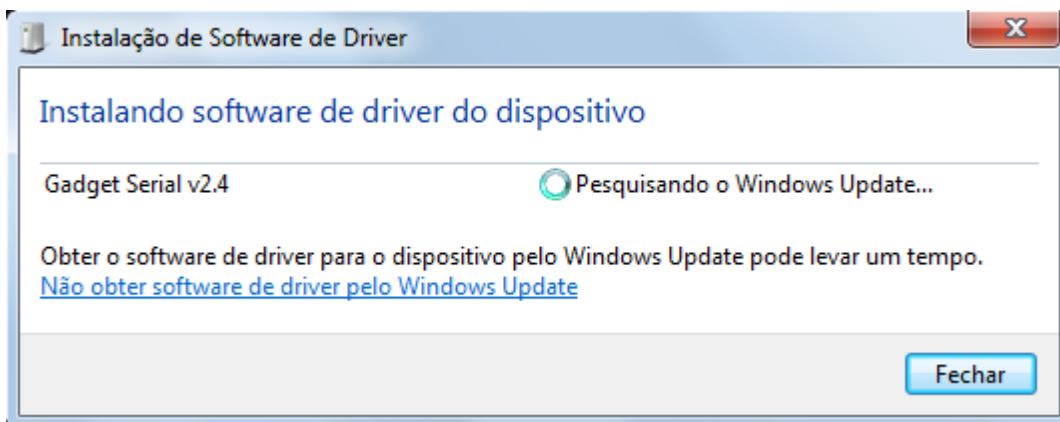 Instalação de Software de Driver
Instalando software de driver do dispositivo
Gadget Serial v2.4 Pesquisando o Windows Update...
Obter o software de driver para o dispositivo pelo Windows Update pode levar um tempo.
Não obter software de driver pelo Windows Update
Fechar